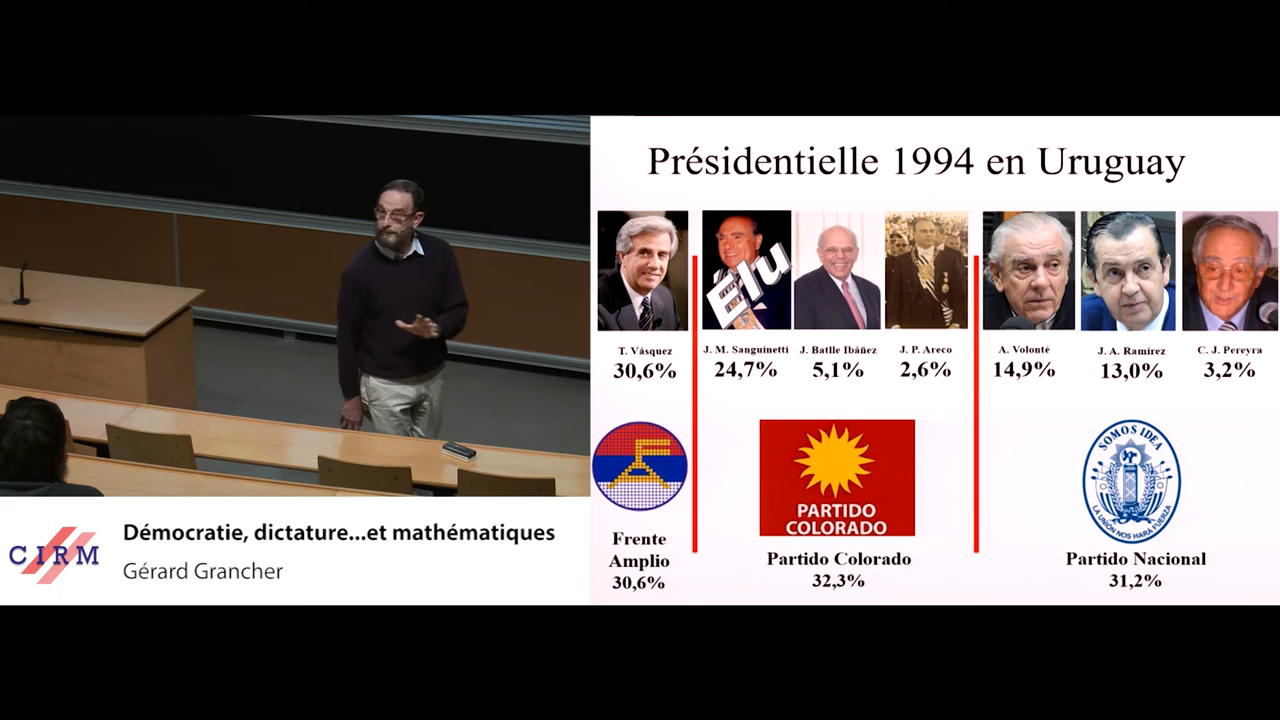 Présidentielle 1994 en Uruguay
Elu
T. Vásquez
30,6%
J. M. Sanguinetti
24,7%
J. Batlle Ibáñez
5,1%
J. P. Areco
2,6%
A. Volonté
14,9%
J. A. Ramírez
13,0%
C. J. Pereyra
3,2%
SOMOS IDEA
LA UNION NOS HARÁ FUERZA
PARTIDO
COLORADO
Frente
Amplio
30,6%
Partido Colorado
32,3%
Partido Nacional
31,2%
CIRM
Démocratie, dictature...et mathématiques
Gérard Grancher